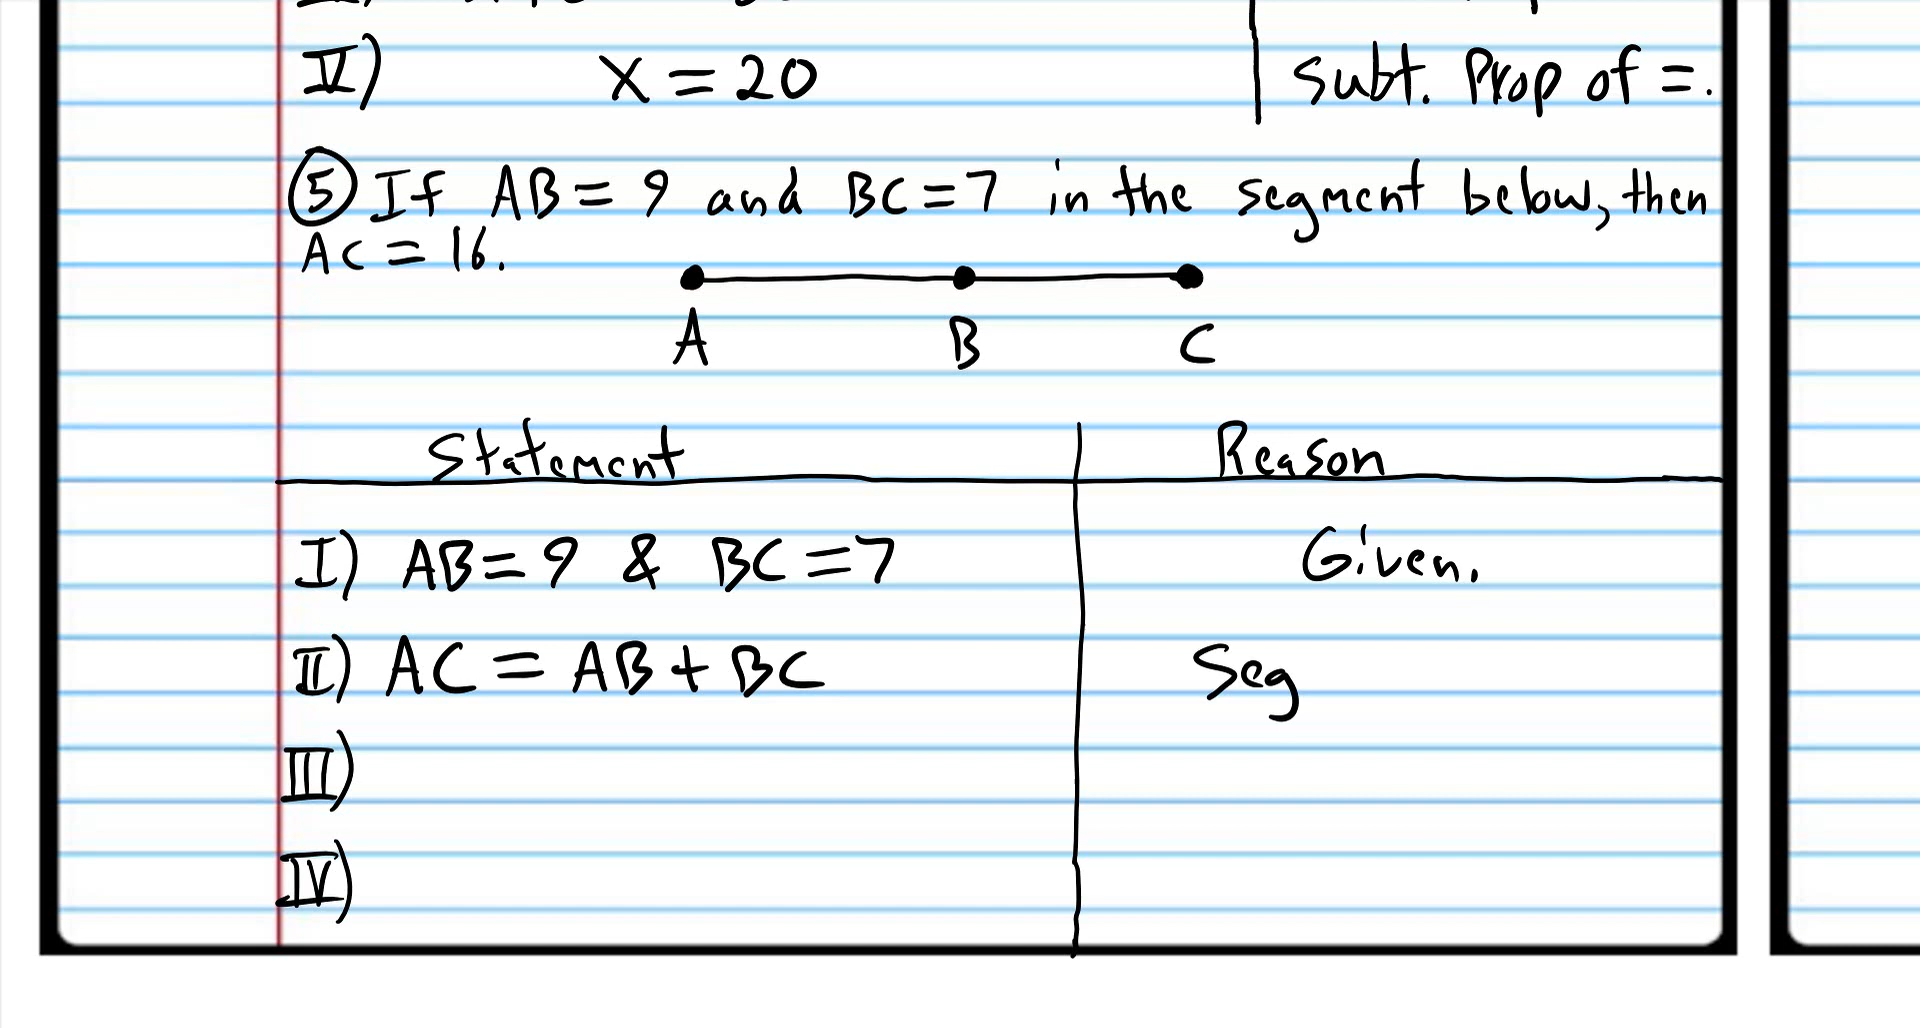 IV) X = 20 subt. Prop of =.
⑤ If AB = 9 and BC = 7 in the segment below, then
AC = 16.
A B C
Statement Reason
I) AB = 9 & BC = 7 Given.
II) AC = AB + BC Seg
III)
IV)